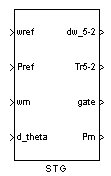 wref dw_5-2
Pref Tr5-2
wm gate
d_theta Pm
STG